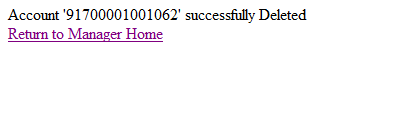 Account '91700001001062' successfully Deleted
Return to Manager Home